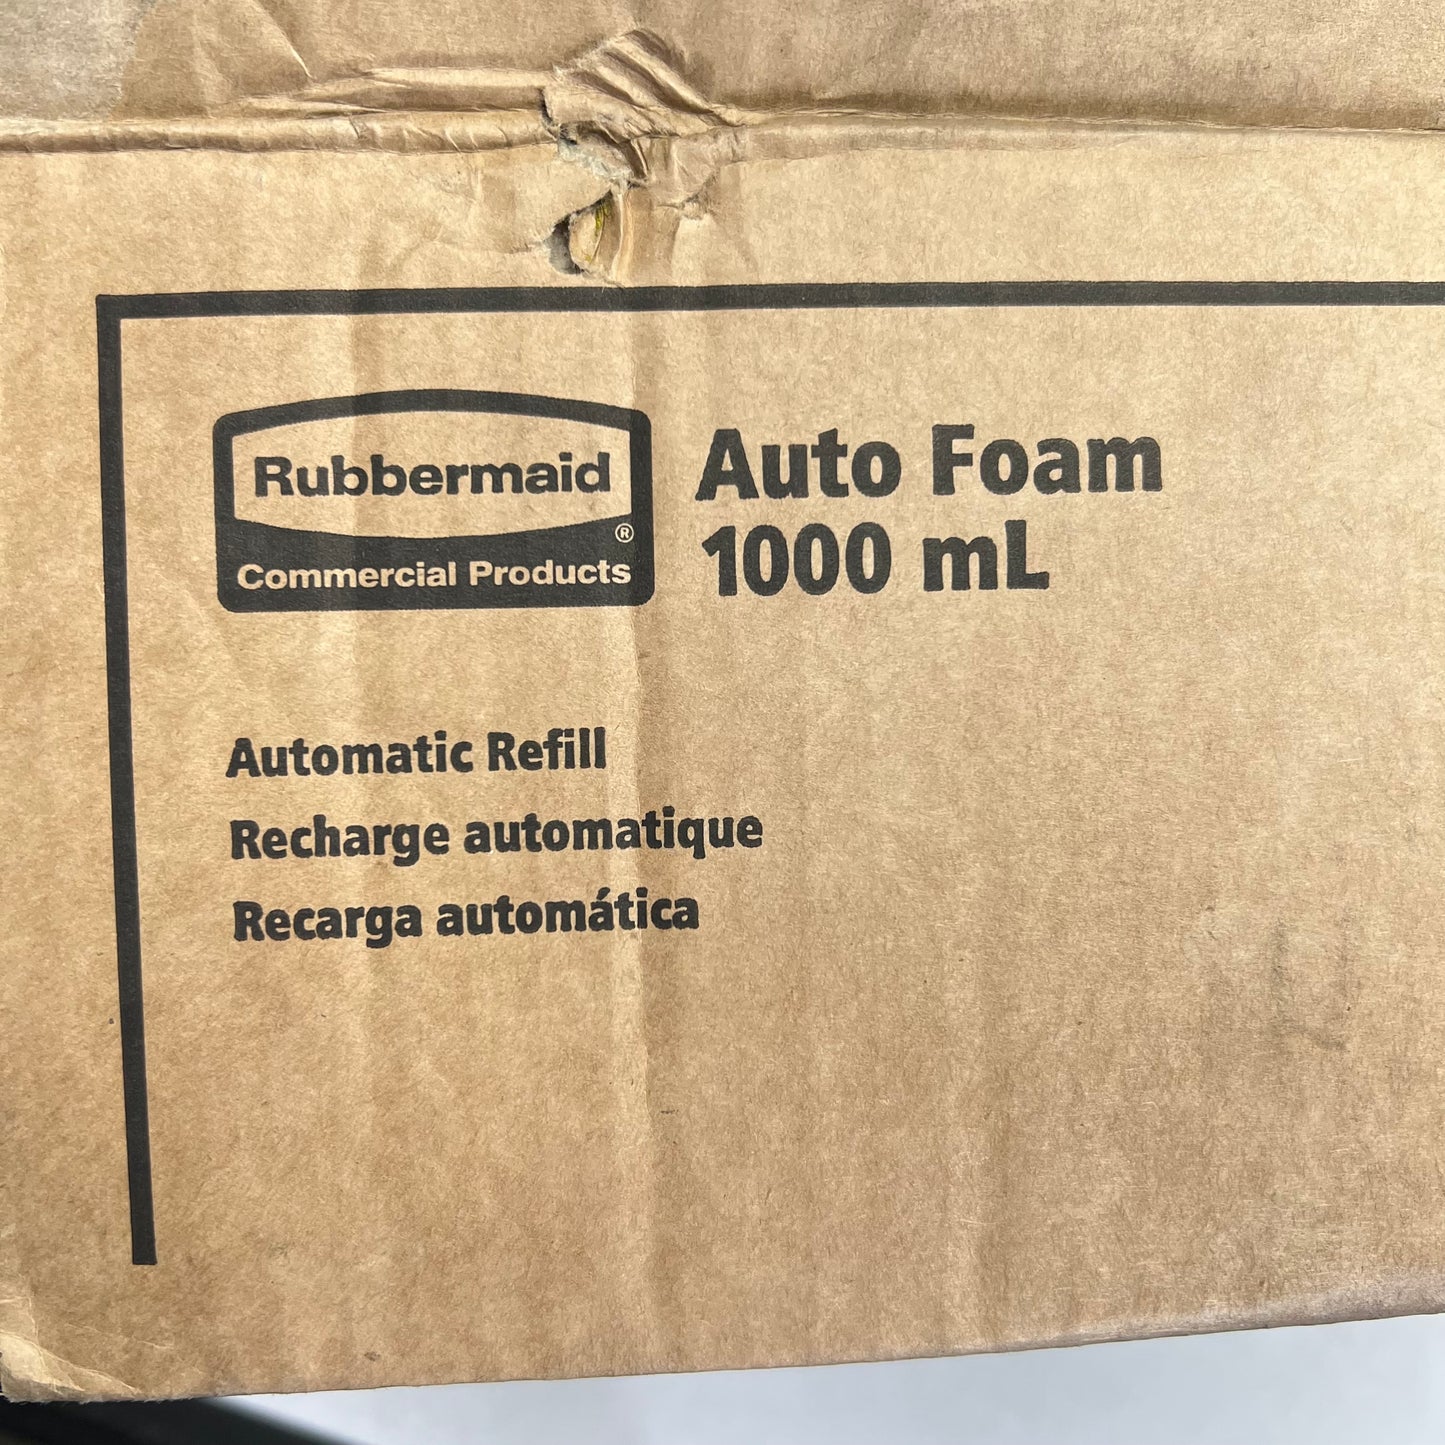 Rubbermaid®
Commercial Products
Auto Foam
1000 mL
Automatic Refill
Recharge automatique
Recarga automática